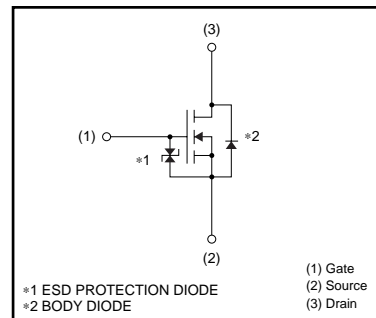 (3)
(1)
*1
*2
(2)
*1 ESD PROTECTION DIODE
*2 BODY DIODE
(1) Gate
(2) Source
(3) Drain